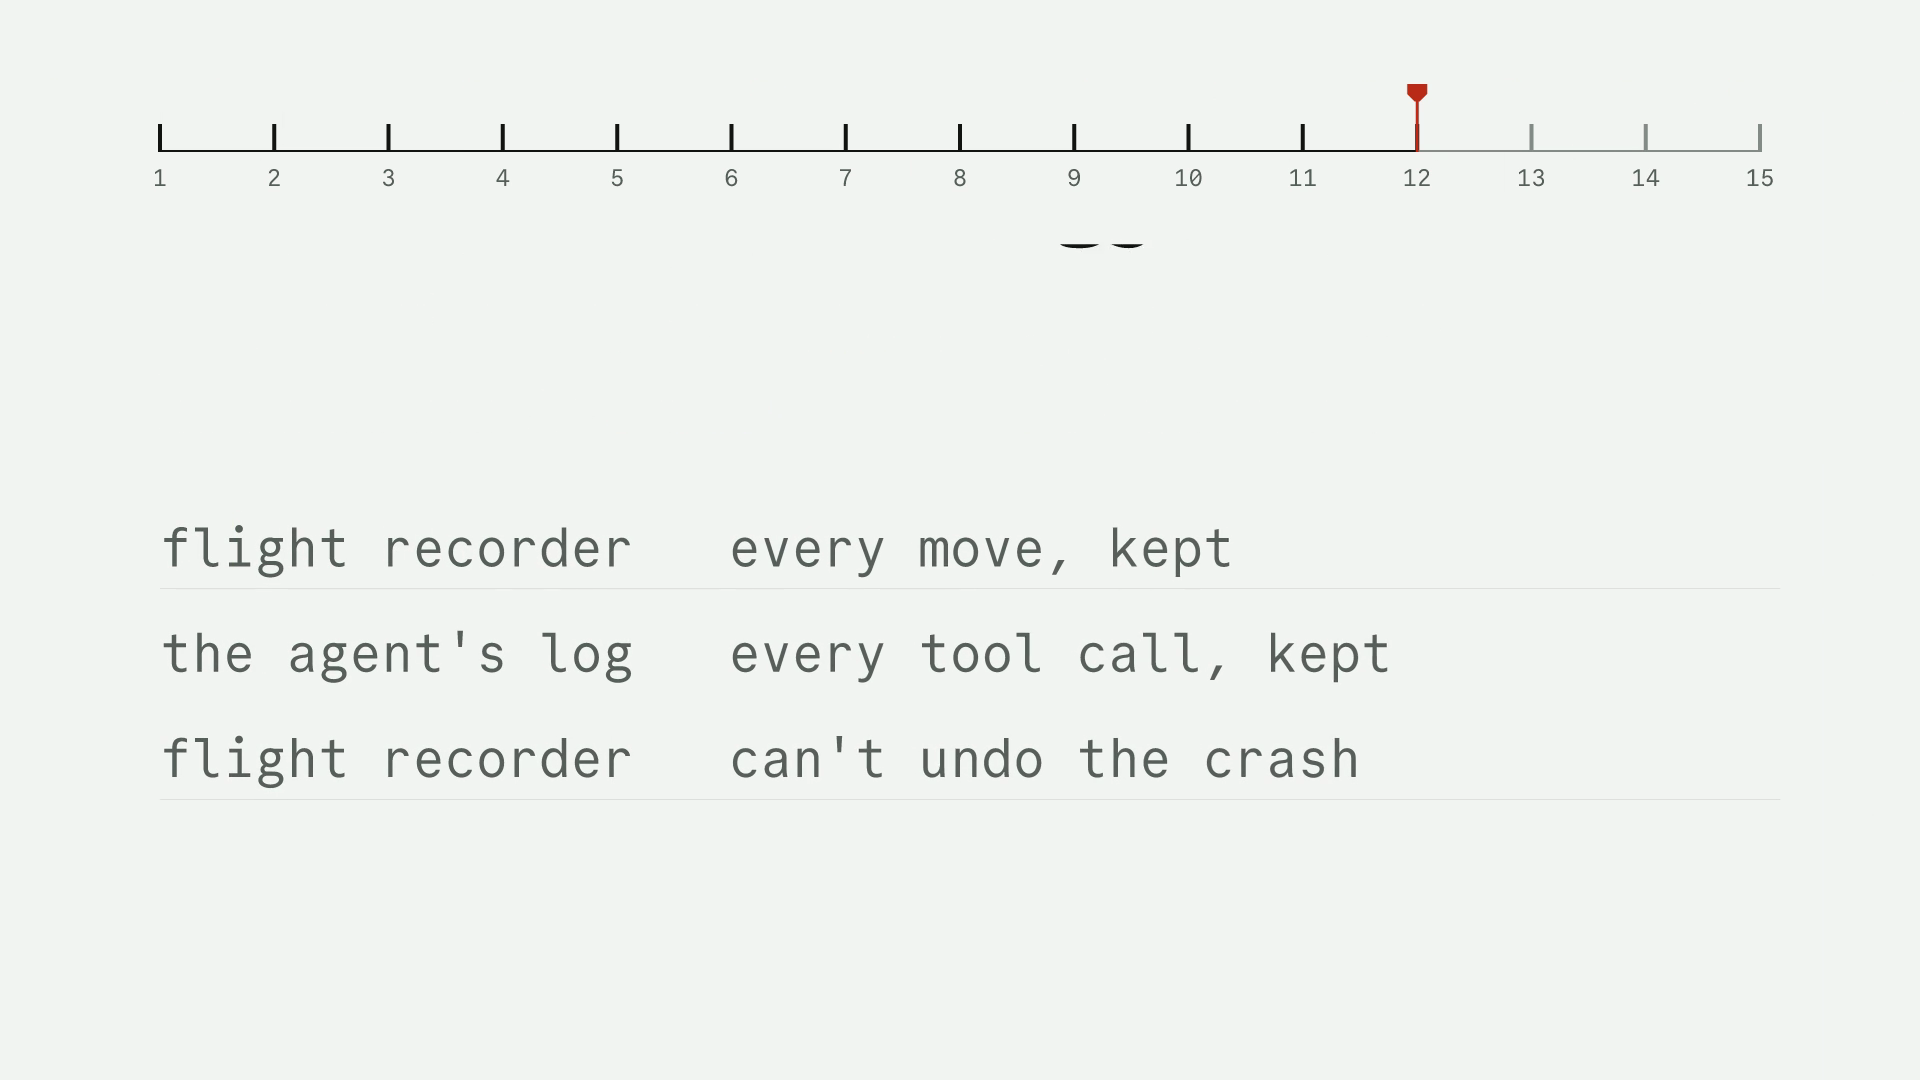 1 2 3 4 5 6 7 8 9 10 11 12 13 14 15
flight recorder every move, kept
the agent's log every tool call, kept
flight recorder can't undo the crash